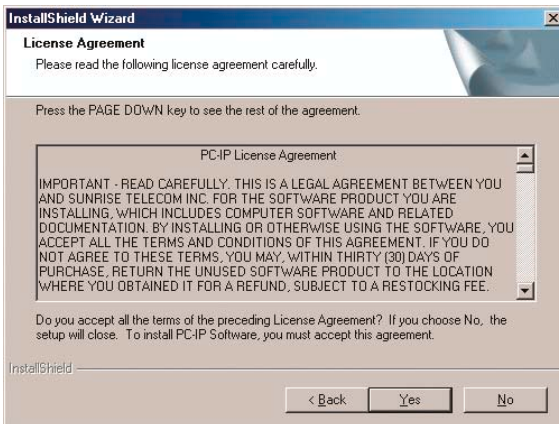 InstallShield Wizard
License Agreement
Please read the following license agreement carefully.
Press the PAGE DOWN key to see the rest of the agreement.
PC-IP License Agreement
IMPORTANT - READ CAREFULLY. THIS IS A LEGAL AGREEMENT BETWEEN YOU
AND SUNRISE TELECOM INC. FOR THE SOFTWARE PRODUCT YOU ARE
INSTALLING, WHICH INCLUDES COMPUTER SOFTWARE AND RELATED
DOCUMENTATION. BY INSTALLING OR OTHERWISE USING THE SOFTWARE, YOU
ACCEPT ALL THE TERMS AND CONDITIONS OF THIS AGREEMENT. IF YOU DO
NOT AGREE TO THESE TERMS, YOU MAY, WITHIN THIRTY (30) DAYS OF
PURCHASE, RETURN THE UNUSED SOFTWARE PRODUCT TO THE LOCATION
WHERE YOU OBTAINED IT FOR A REFUND, SUBJECT TO A RESTOCKING FEE.
Do you accept all the terms of the preceding License Agreement? If you choose No, the
setup will close. To install PC-IP Software, you must accept this agreement.
InstallShield
< Back
Yes
No